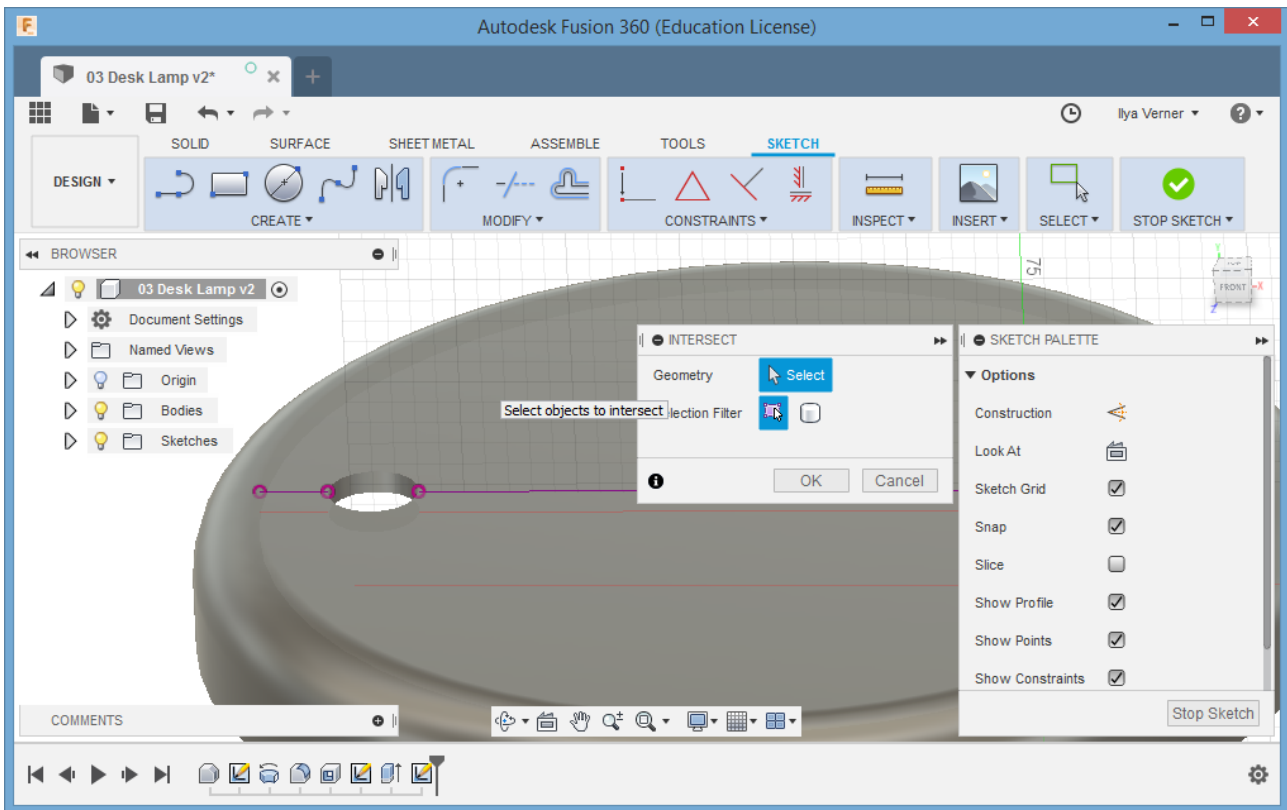 Autodesk Fusion 360 (Education License)
03 Desk Lamp v2*
Ilya Verner
SOLID SURFACE SHEET METAL ASSEMBLE TOOLS SKETCH
DESIGN
CREATE MODIFY CONSTRAINTS INSPECT INSERT SELECT STOP SKETCH
BROWSER
03 Desk Lamp v2
Document Settings
Named Views
Origin
Bodies
Sketches
75
TOP
FRONT
X
Y
Z
INTERSECT
Geometry Select
Select objects to intersect
lection Filter
OK Cancel
SKETCH PALETTE
Options
Construction
Look At
Sketch Grid
Snap
Slice
Show Profile
Show Points
Show Constraints
Stop Sketch
COMMENTS